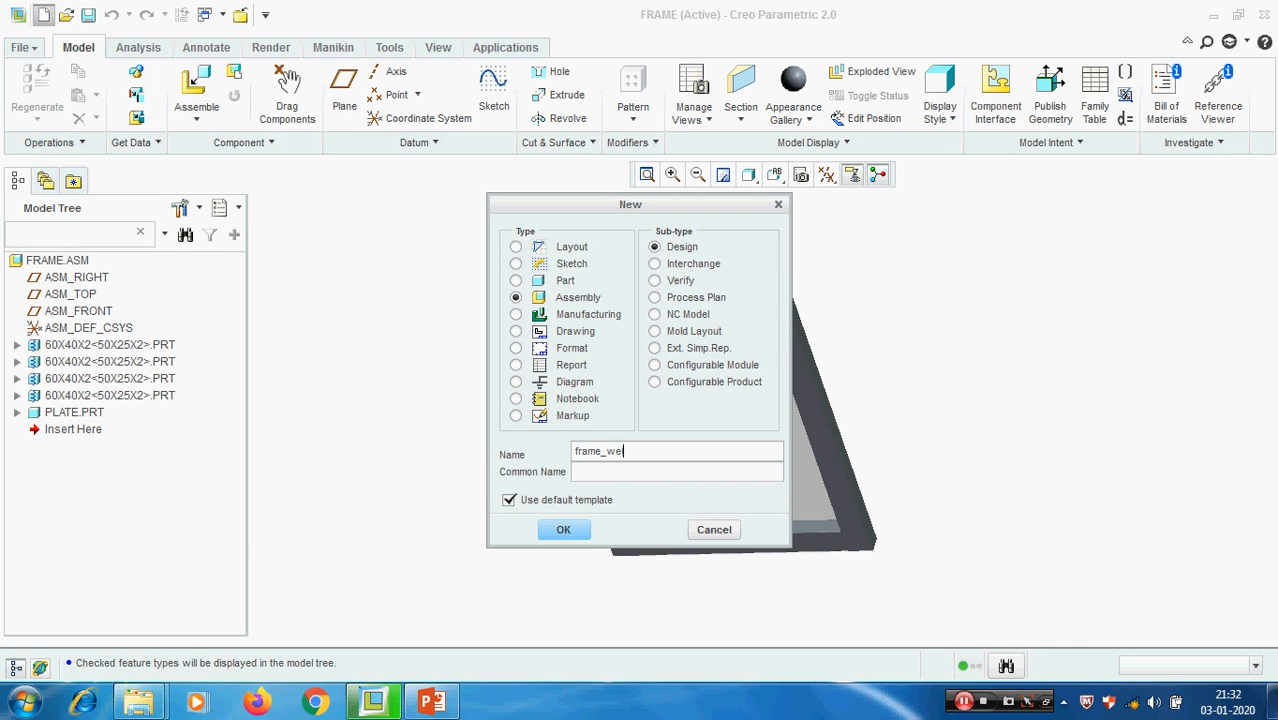 FRAME (Active) - Creo Parametric 2.0
File Model Analysis Annotate Render Manikin Tools View Applications
Regenerate
Operations
Get Data
Assemble
Drag Components
Component
Plane
Axis
Point
Coordinate System
Sketch
Datum
Hole
Extrude
Revolve
Cut & Surface
Pattern
Modifiers
Manage Views
Section
Appearance Gallery
Exploded View
Toggle Status
Edit Position
Display Style
Model Display
Component Interface
Publish Geometry
Family Table
d=
Model Intent
Bill of Materials
Reference Viewer
Investigate
Model Tree
FRAME.ASM
ASM_RIGHT
ASM_TOP
ASM_FRONT
ASM_DEF_CSYS
60X40X2<50X25X2>.PRT
60X40X2<50X25X2>.PRT
60X40X2<50X25X2>.PRT
60X40X2<50X25X2>.PRT
PLATE.PRT
Insert Here
New
Type
Layout
Sketch
Part
Assembly
Manufacturing
Drawing
Format
Report
Diagram
Notebook
Markup
Sub-type
Design
Interchange
Verify
Process Plan
NC Model
Mold Layout
Ext. Simp.Rep.
Configurable Module
Configurable Product
Name frame_wel
Common Name
Use default template
OK Cancel
Checked feature types will be displayed in the model tree.
21:32
03-01-2020